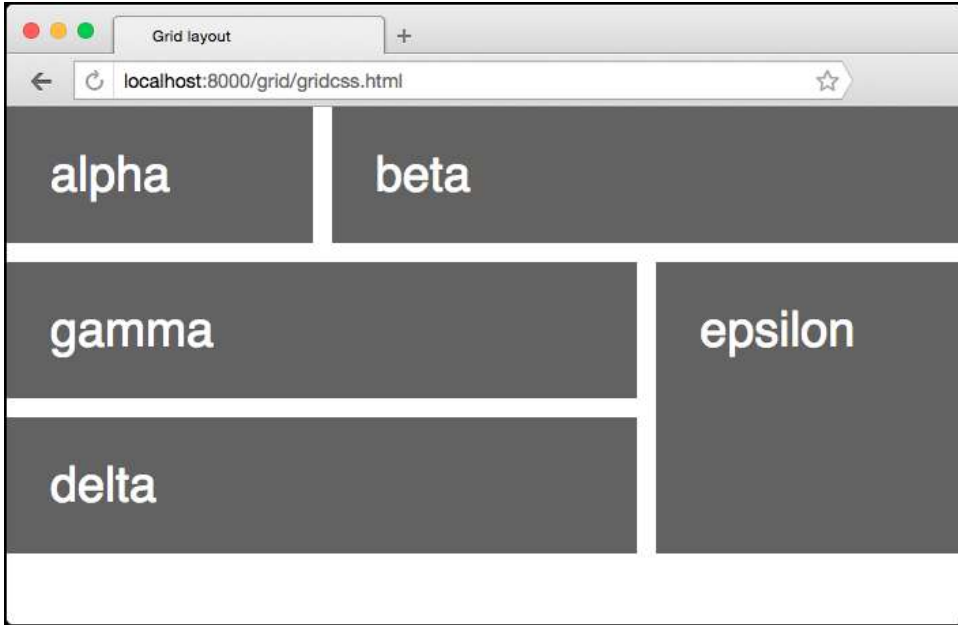 Grid layout
localhost:8000/grid/gridcss.html
alpha
beta
gamma
epsilon
delta